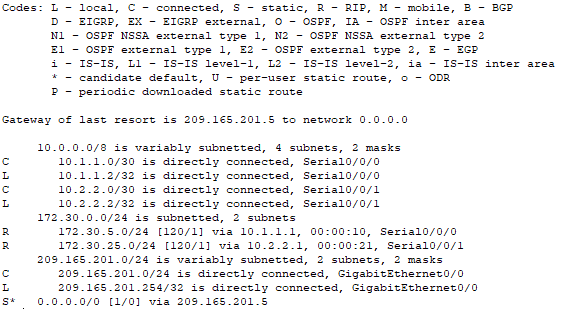 Codes: L - local, C - connected, S - static, R - RIP, M - mobile, B - BGP
D - EIGRP, EX - EIGRP external, O - OSPF, IA - OSPF inter area
N1 - OSPF NSSA external type 1, N2 - OSPF NSSA external type 2
E1 - OSPF external type 1, E2 - OSPF external type 2, E - EGP
i - IS-IS, L1 - IS-IS level-1, L2 - IS-IS level-2, ia - IS-IS inter area
* - candidate default, U - per-user static route, o - ODR
P - periodic downloaded static route
Gateway of last resort is 209.165.201.5 to network 0.0.0.0
10.0.0.0/8 is variably subnetted, 4 subnets, 2 masks
C 10.1.1.0/30 is directly connected, Serial0/0/0
L 10.1.1.2/32 is directly connected, Serial0/0/0
C 10.2.2.0/30 is directly connected, Serial0/0/1
L 10.2.2.2/32 is directly connected, Serial0/0/1
172.30.0.0/24 is subnetted, 2 subnets
R 172.30.5.0/24 [120/1] via 10.1.1.1, 00:00:10, Serial0/0/0
R 172.30.25.0/24 [120/1] via 10.2.2.1, 00:00:21, Serial0/0/1
209.165.201.0/24 is variably subnetted, 2 subnets, 2 masks
C 209.165.201.0/24 is directly connected, GigabitEthernet0/0
L 209.165.201.254/32 is directly connected, GigabitEthernet0/0
S* 0.0.0.0/0 [1/0] via 209.165.201.5